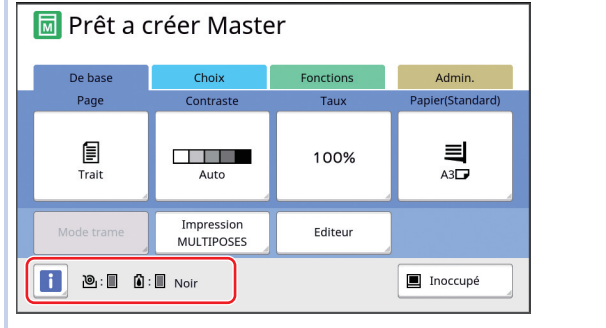 M Prêt a créer Master
De base Choix Fonctions Admin.
Page Contraste Taux Papier(Standard)
Trait Auto 100% A3
Mode trame Impression MULTIPOSES Editeur
i : : Noir Inoccupé